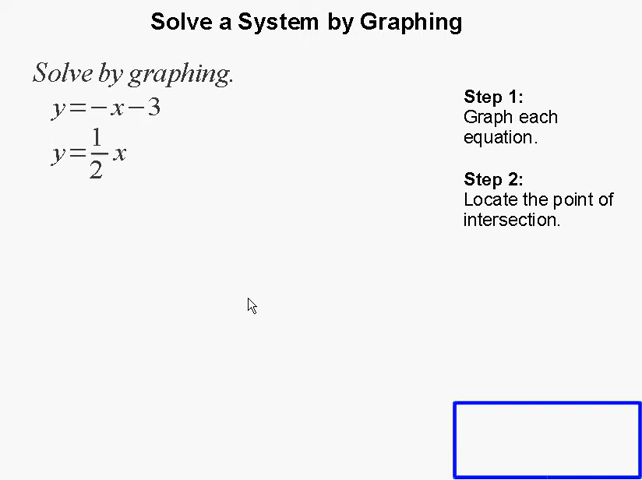 Solve a System by Graphing
Solve by graphing.
y=−x−3
y=1/2 x
Step 1:
Graph each
equation.
Step 2:
Locate the point of
intersection.